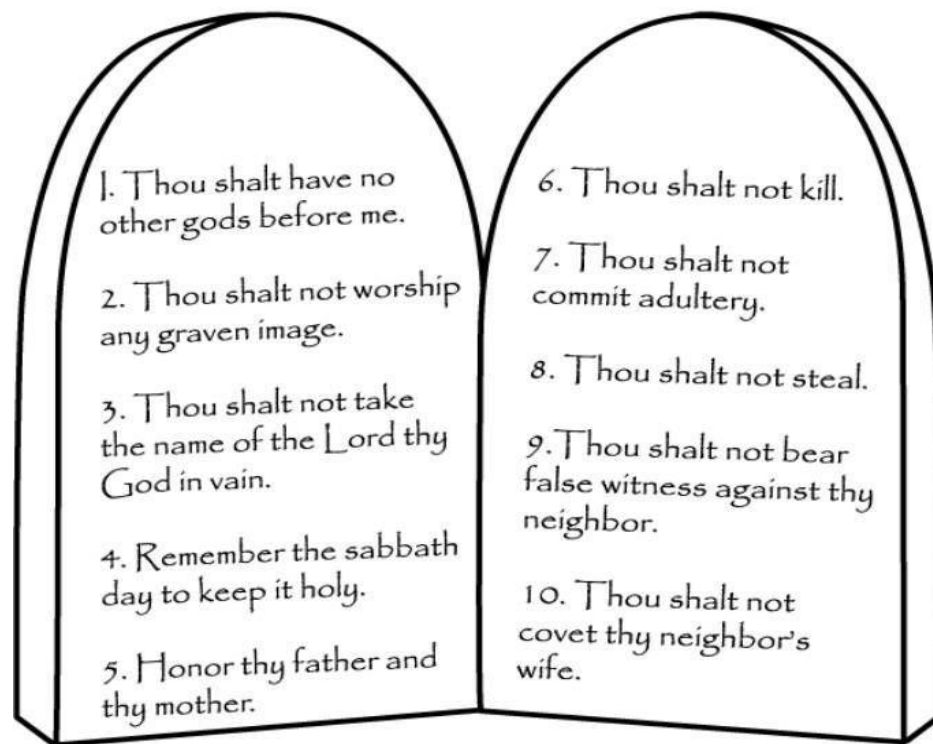 1. Thou shalt have no
other gods before me.
2. Thou shalt not worship
any graven image.
3. Thou shalt not take
the name of the Lord thy
God in vain.
4. Remember the sabbath
day to keep it holy.
5. Honor thy father and
thy mother.
6. Thou shalt not kill.
7. Thou shalt not
commit adultery.
8. Thou shalt not steal.
9.Thou shalt not bear
false witness against thy
neighbor.
10. Thou shalt not
covet thy neighbor's
wife.